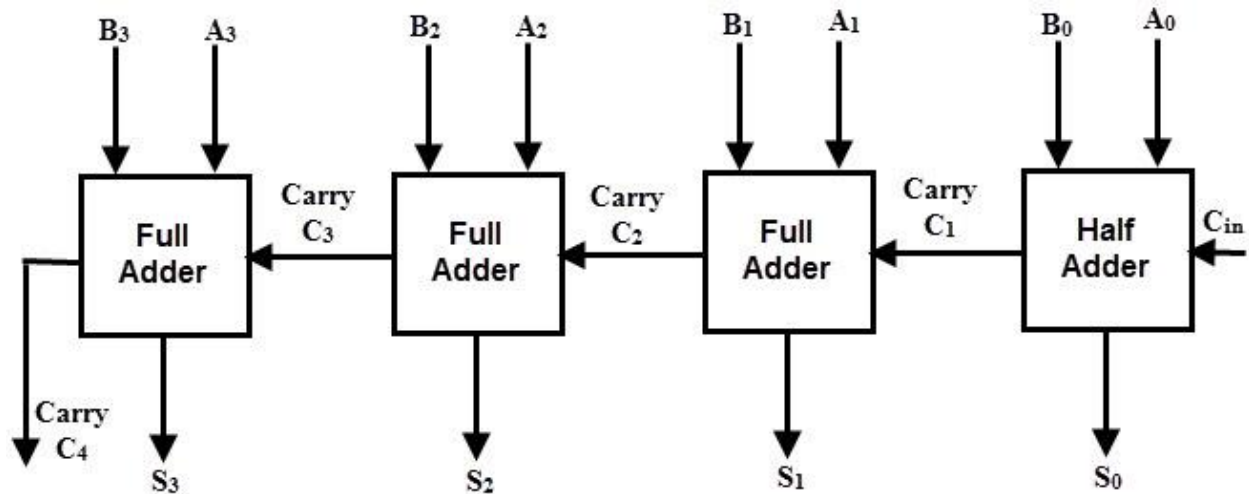 B₃ A₃ B₂ A₂ B₁ A₁ B₀ A₀
Carry C₃
Carry C₂
Carry C₁
Cᵢₙ
Full Adder
Full Adder
Full Adder
Half Adder
Carry C₄
S₃ S₂ S₁ S₀